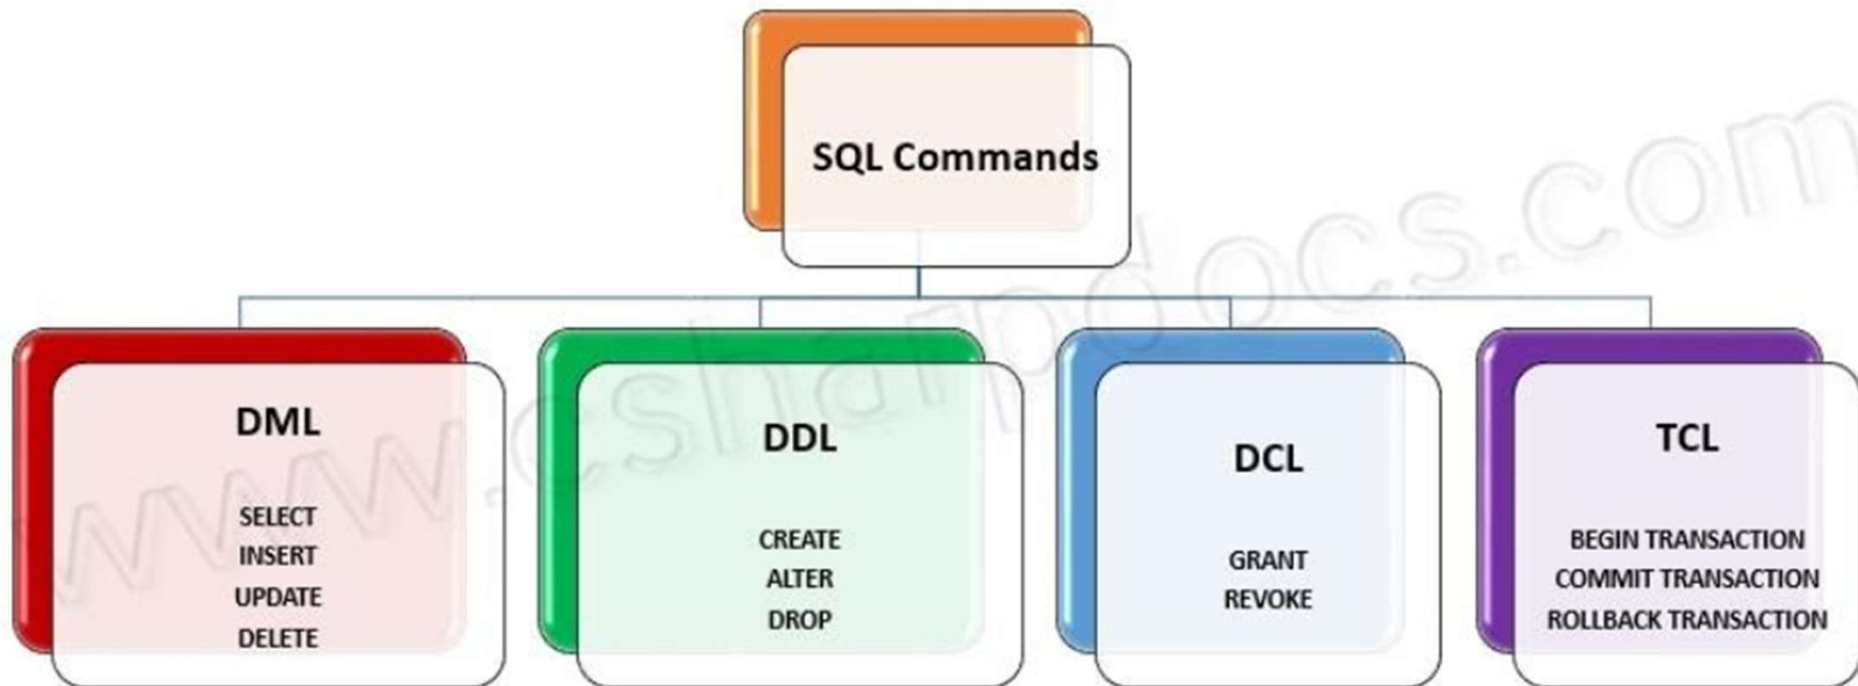 SQL Commands
DML
SELECT
INSERT
UPDATE
DELETE
DDL
CREATE
ALTER
DROP
DCL
GRANT
REVOKE
TCL
BEGIN TRANSACTION
COMMIT TRANSACTION
ROLLBACK TRANSACTION
www.csharpdocs.com